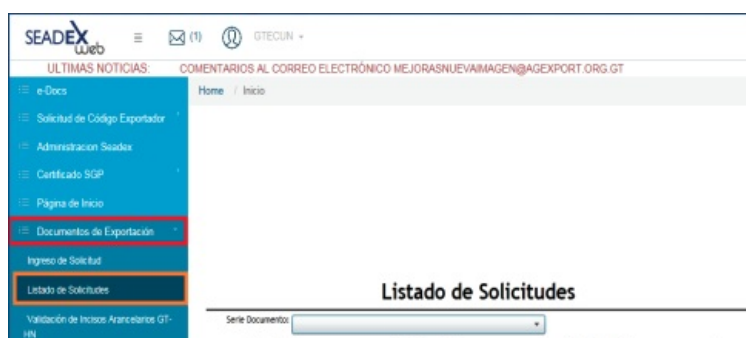 SEADEX web
(1)
GTECUN
ULTIMAS NOTICIAS: COMENTARIOS AL CORREO ELECTRÓNICO MEJORASNUEVAIMAGEN@AGEXPORT.ORG.GT
e-Docs
Home / Inicio
Solicitud de Código Exportador
Administracion Seadex
Certificado SGP
Página de Inicio
Documentos de Exportación
Ingreso de Solicitud
Listado de Solicitudes
Listado de Solicitudes
Serie Documento:
Validación de Incisos Arancelarios GT-
HN